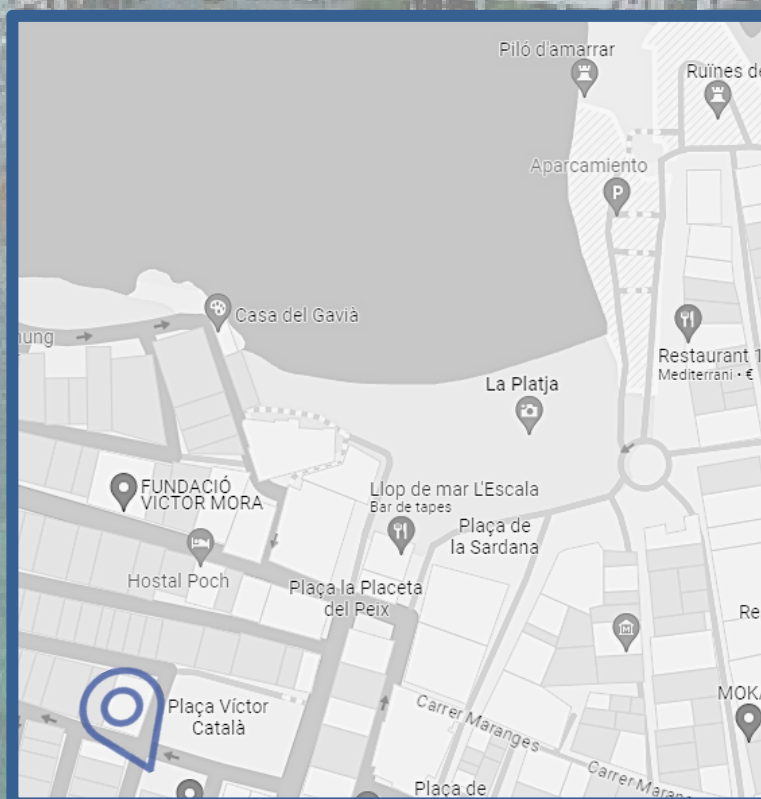 Piló d'amarrar
Ruïnes de
Aparcamiento
P
Casa del Gavià
nung
Restaurant 1
Mediterrani • €
La Platja
FUNDACIÓ
VICTOR MORA
Llop de mar L'Escala
Bar de tapes
Plaça de
la Sardana
Hostal Poch
Plaça la Placeta
del Peix
Re
Plaça Víctor
Català
Carrer Maranges
MOKA
Carrer Maran
Plaça de